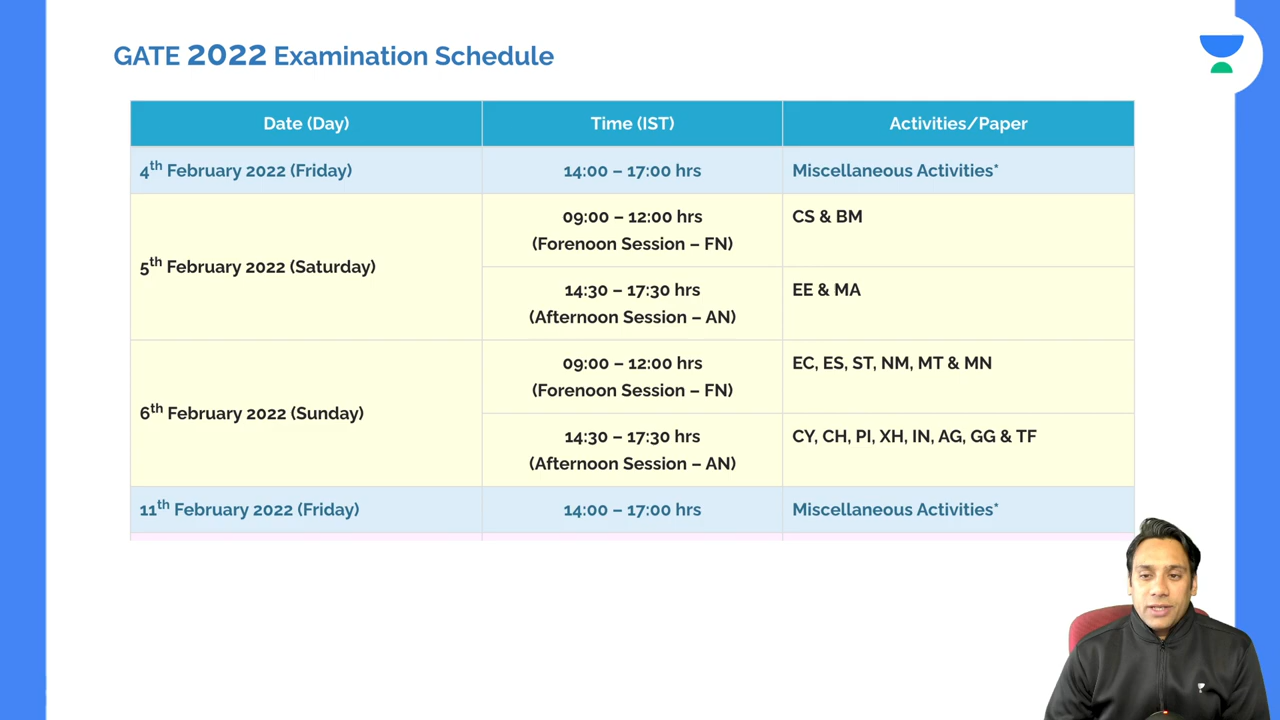 GATE 2022 Examination Schedule
Date (Day) Time (IST) Activities/Paper
4th February 2022 (Friday) 14:00 – 17:00 hrs Miscellaneous Activities*
09:00 – 12:00 hrs CS & BM
(Forenoon Session – FN)
5th February 2022 (Saturday)
14:30 – 17:30 hrs EE & MA
(Afternoon Session – AN)
09:00 – 12:00 hrs EC, ES, ST, NM, MT & MN
(Forenoon Session – FN)
6th February 2022 (Sunday)
14:30 – 17:30 hrs CY, CH, PI, XH, IN, AG, GG & TF
(Afternoon Session – AN)
11th February 2022 (Friday) 14:00 – 17:00 hrs Miscellaneous Activities*